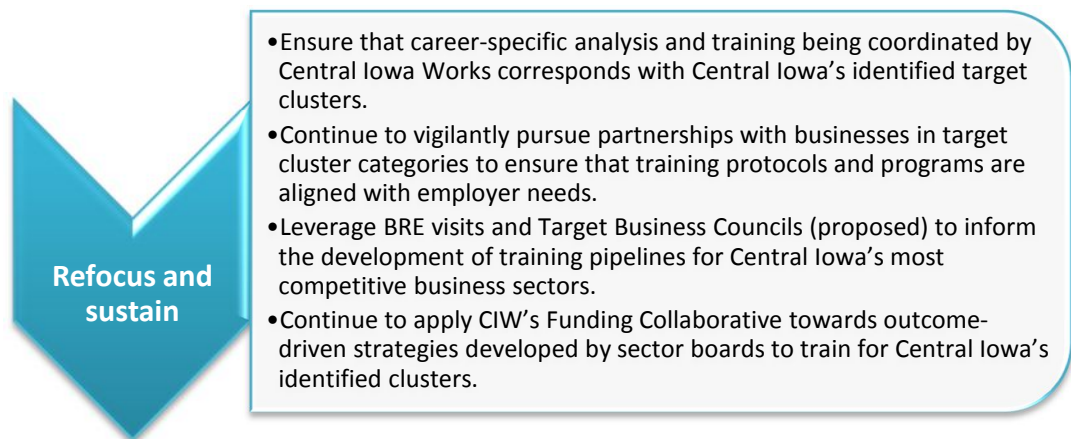 Refocus and
sustain
•Ensure that career-specific analysis and training being coordinated by
Central Iowa Works corresponds with Central Iowa’s identified target
clusters.
•Continue to vigilantly pursue partnerships with businesses in target
cluster categories to ensure that training protocols and programs are
aligned with employer needs.
•Leverage BRE visits and Target Business Councils (proposed) to inform
the development of training pipelines for Central Iowa’s most
competitive business sectors.
•Continue to apply CIW’s Funding Collaborative towards outcome-
driven strategies developed by sector boards to train for Central Iowa’s
identified clusters.